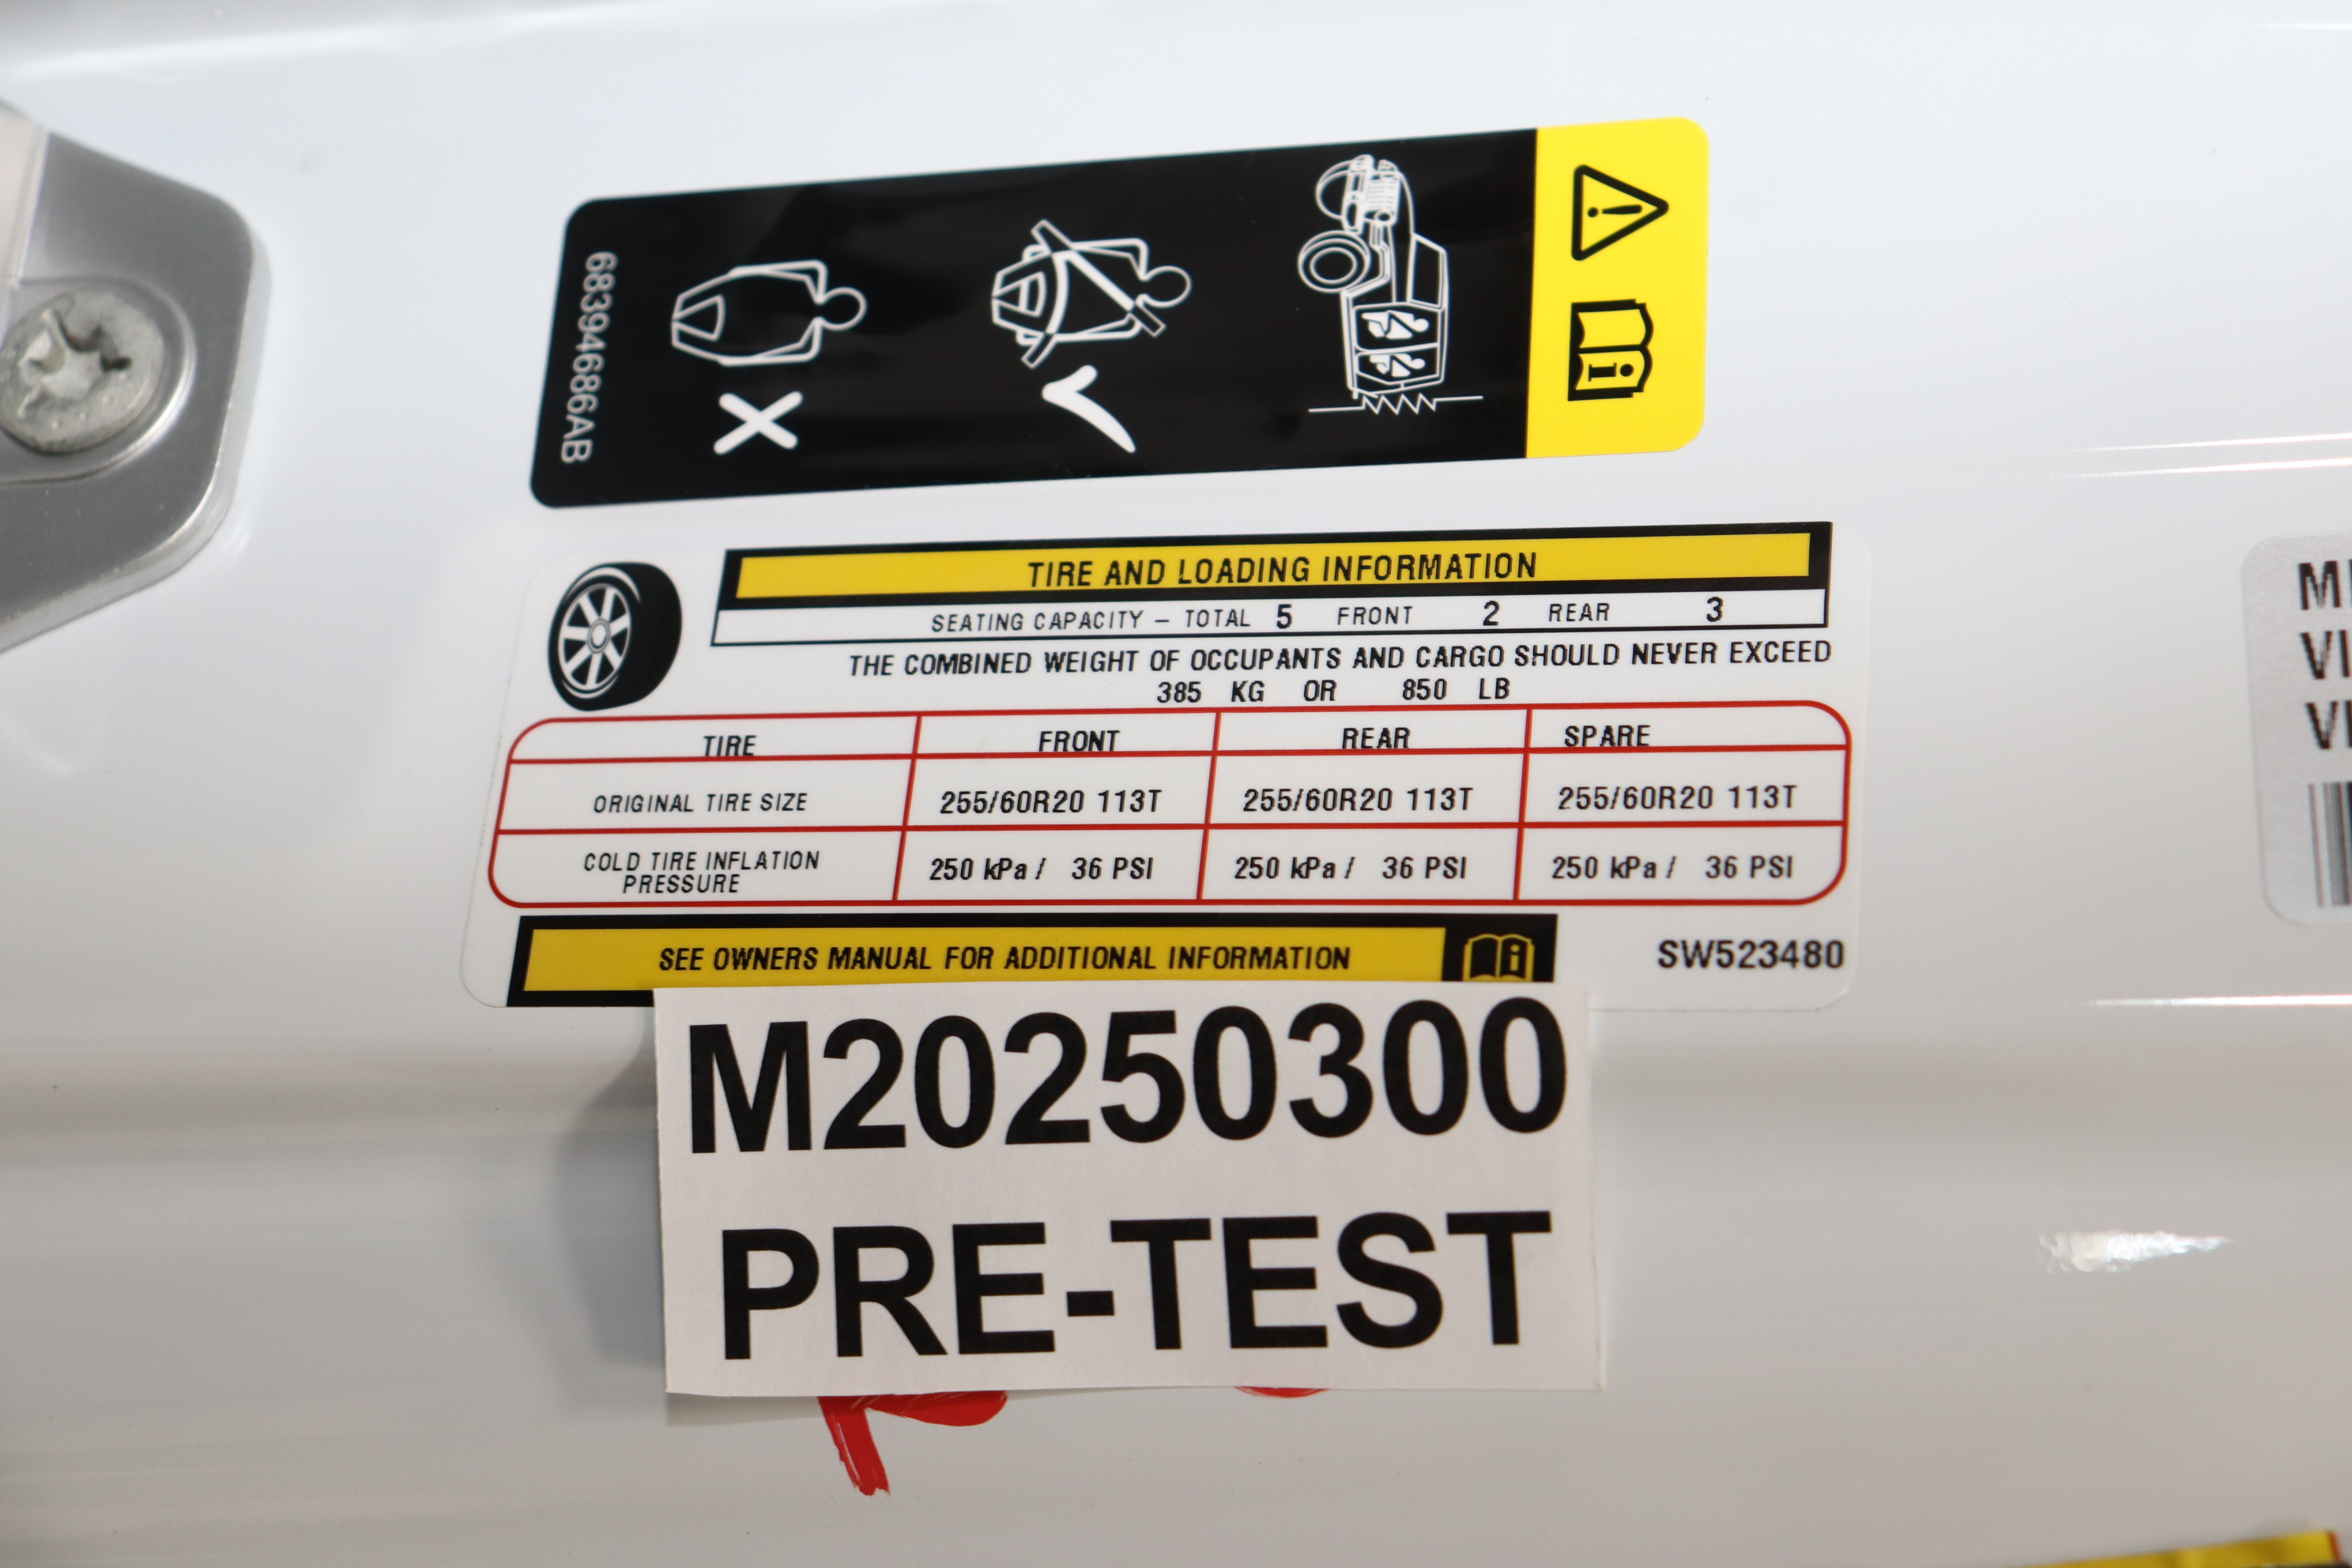 68394686AB
TIRE AND LOADING INFORMATION
SEATING CAPACITY – TOTAL 5 FRONT 2 REAR 3
THE COMBINED WEIGHT OF OCCUPANTS AND CARGO SHOULD NEVER EXCEED
385 KG OR 850 LB
TIRE FRONT REAR SPARE
ORIGINAL TIRE SIZE 255/60R20 113T 255/60R20 113T 255/60R20 113T
COLD TIRE INFLATION
PRESSURE 250 kPa / 36 PSI 250 kPa / 36 PSI 250 kPa / 36 PSI
SEE OWNERS MANUAL FOR ADDITIONAL INFORMATION
SW523480
M20250300
PRE-TEST